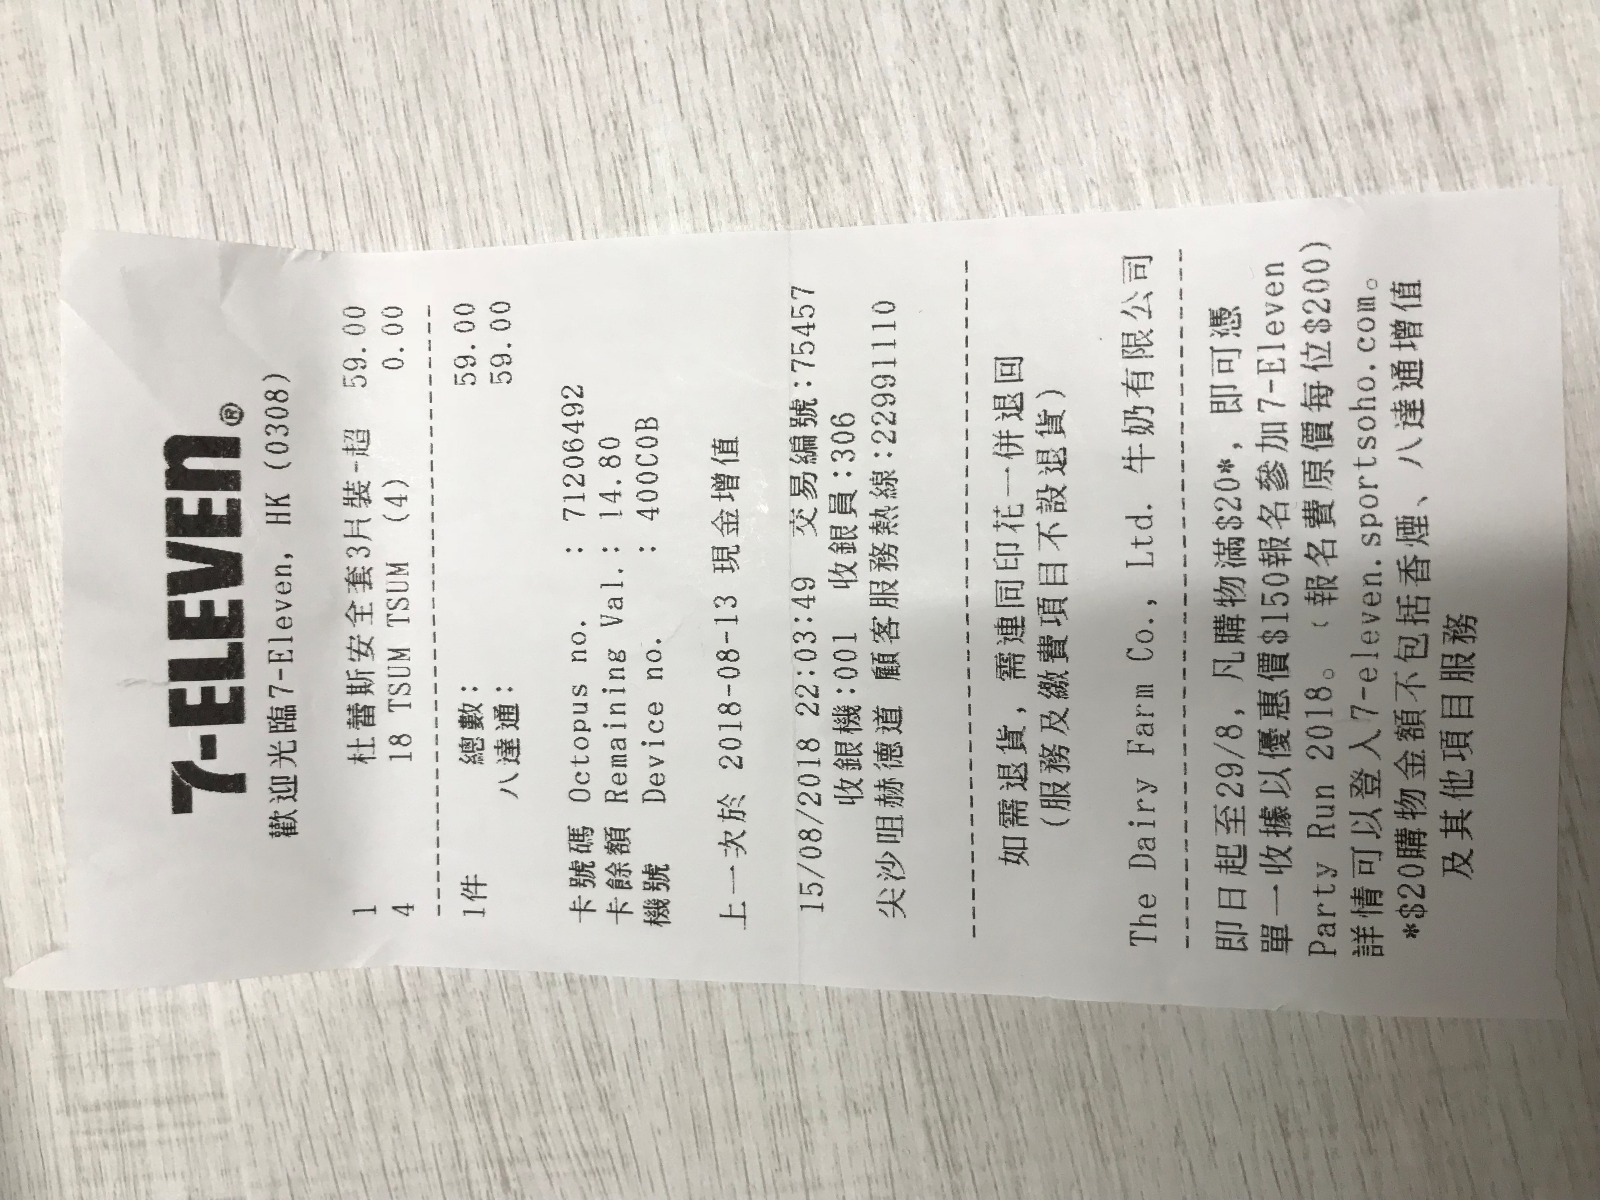 7-ELEVEN®
歡迎光臨7-Eleven, HK (0308)
1 杜蕾斯安全套3片裝-超 59.00
4 18 TSUM TSUM (4) 0.00
1件 總數: 59.00
八達通: 59.00
卡號碼 Octopus no. : 71206492
卡餘額 Remaining Val.: 14.80
機號 Device no. : 400C0B
上一次於 2018-08-13 現金增值
15/08/2018 22:03:49 交易編號:75457
收銀機:001 收銀員:306
尖沙咀赫德道 顧客服務熱線:22991110
如需退貨, 需連同印花一併退回
(服務及繳費項目不設退貨)
The Dairy Farm Co., Ltd. 牛奶有限公司
即日起至29/8, 凡購物滿$20*, 即可憑
單一收據以優惠價$150報名參加7-Eleven
Party Run 2018。(報名費原價每位$200)
詳情可以登入7-eleven.sportsoho.com。
*$20購物金額不包括香煙、八達通增值
及其他項目服務